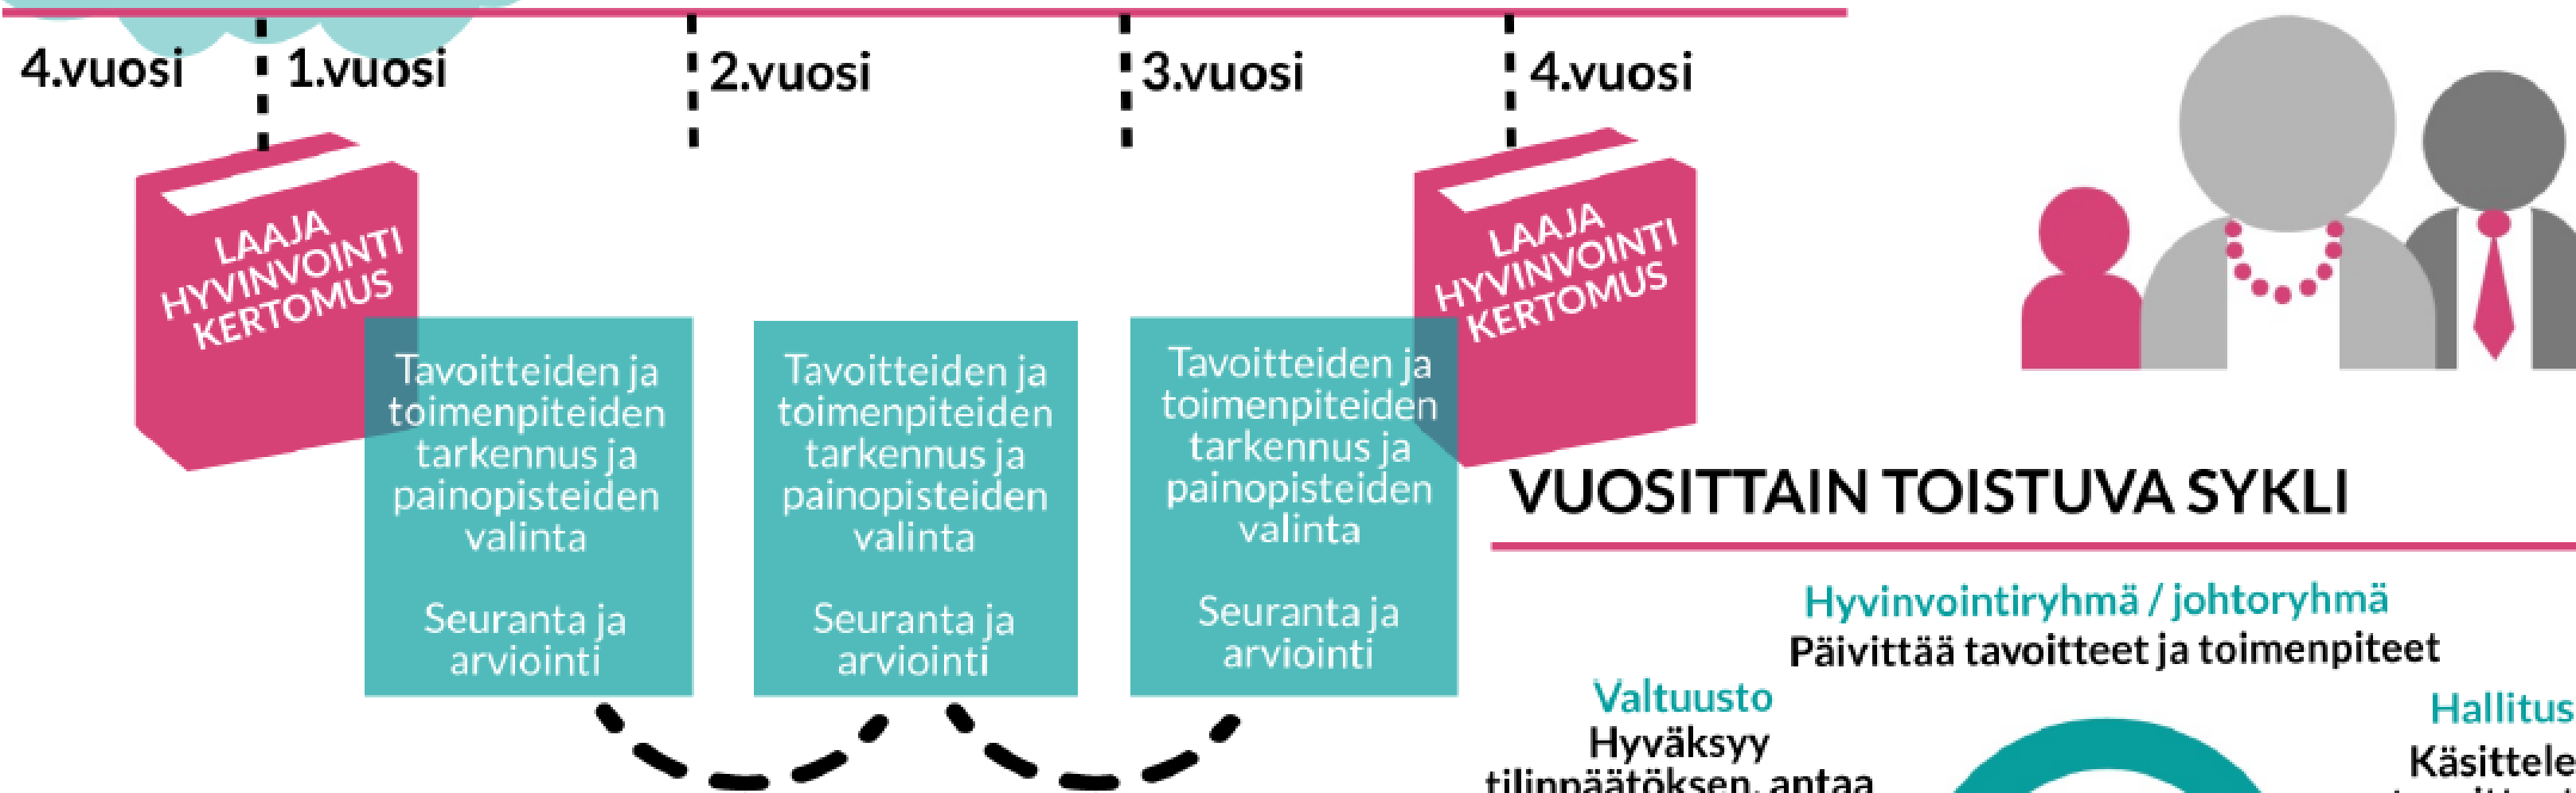 4.vuosi
1.vuosi
2.vuosi
3.vuosi
4.vuosi
LAAJA
HYVINVOINTI
KERTOMUS
Tavoitteiden ja
toimenpiteiden
tarkennus ja
painopisteiden
valinta
Seuranta ja
arviointi
Tavoitteiden ja
toimenpiteiden
tarkennus ja
painopisteiden
valinta
Seuranta ja
arviointi
Tavoitteiden ja
toimenpiteiden
tarkennus ja
painopisteiden
valinta
Seuranta ja
arviointi
LAAJA
HYVINVOINTI
KERTOMUS
VUOSITTAIN TOISTUVA SYKLI
Hyvinvointiryhmä / johtoryhmä
Päivittää tavoitteet ja toimenpiteet
Valtuusto
Hyväksyy
tilinpäätöksen, antaa
Hallitus
Käsittele